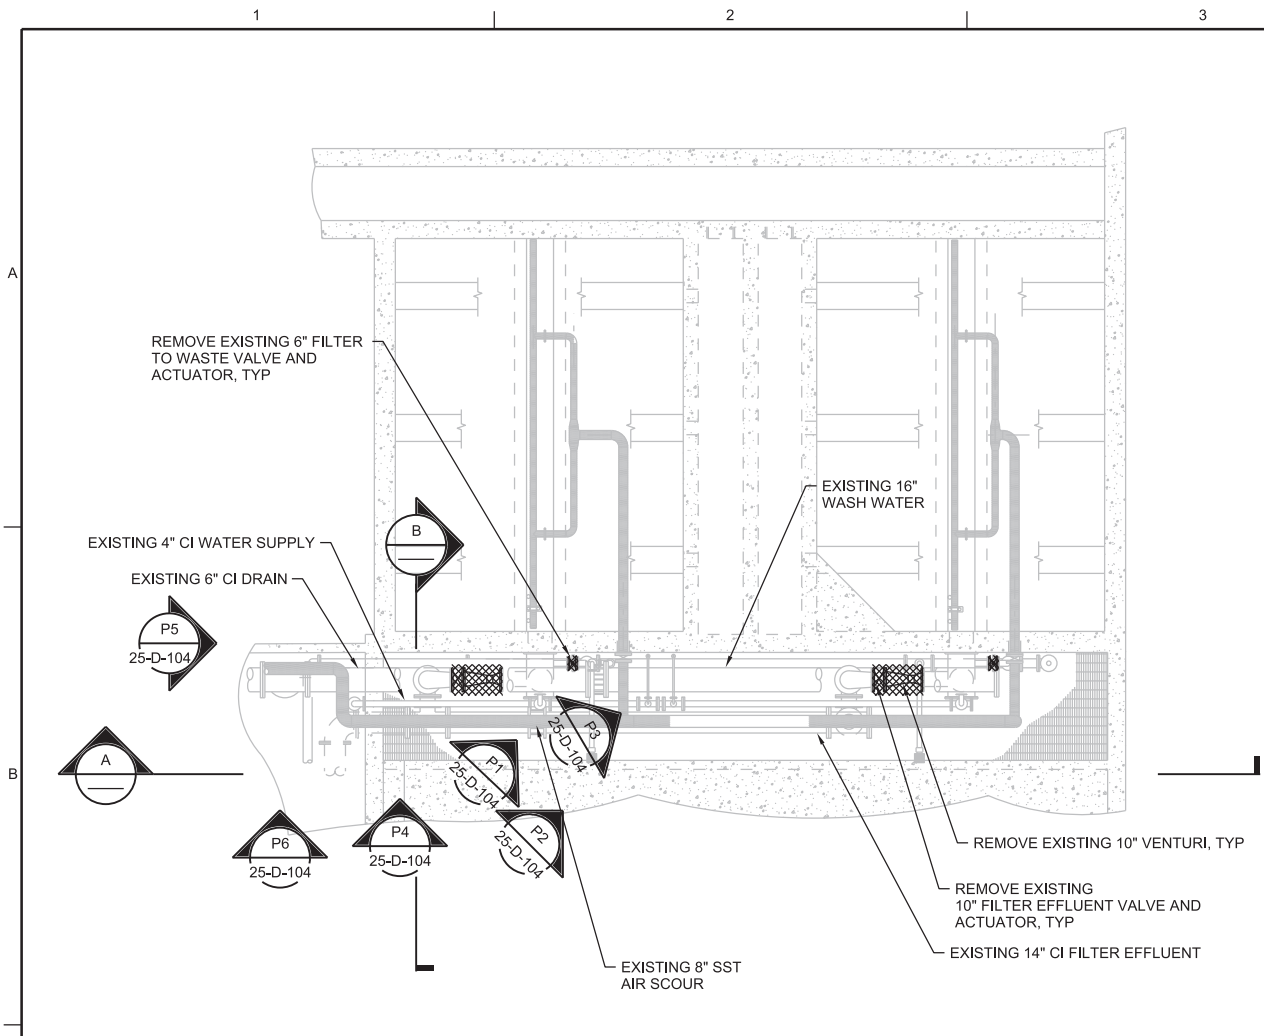 1
2
3
A
REMOVE EXISTING 6" FILTER
TO WASTE VALVE AND
ACTUATOR, TYP
EXISTING 16"
WASH WATER
B
EXISTING 4" CI WATER SUPPLY
EXISTING 6" CI DRAIN
P5
25-D-104
P3
25-D-104
A
B
P1
25-D-104
P2
25-D-104
P6
25-D-104
P4
25-D-104
REMOVE EXISTING 10" VENTURI, TYP
REMOVE EXISTING
10" FILTER EFFLUENT VALVE AND
ACTUATOR, TYP
EXISTING 14" CI FILTER EFFLUENT
EXISTING 8" SST
AIR SCOUR